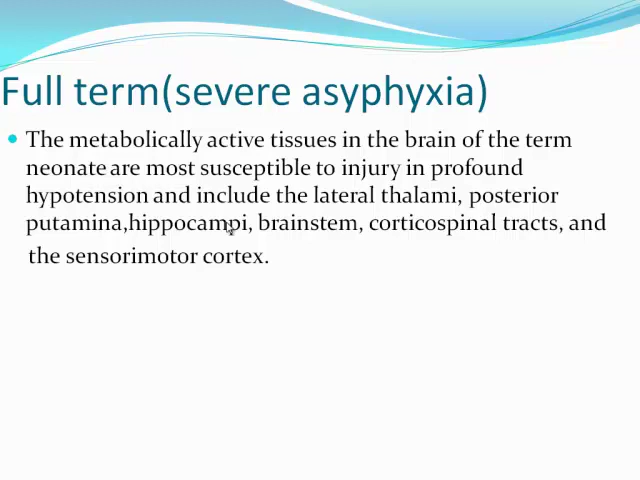 Full term(severe asyphyxia)
The metabolically active tissues in the brain of the term
neonate are most susceptible to injury in profound
hypotension and include the lateral thalami, posterior
putamina,hippocampi, brainstem, corticospinal tracts, and
the sensorimotor cortex.